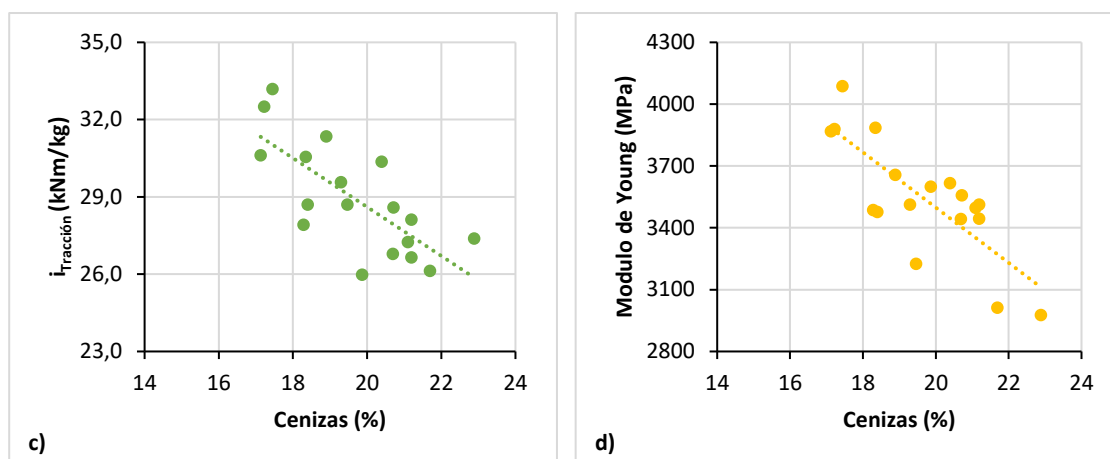 35,0
32,0
29,0
26,0
23,0
14 16 18 20 22 24
i Tracción (kNm/kg)
Cenizas (%)
c)
4300
4000
3700
3400
3100
2800
14 16 18 20 22 24
Modulo de Young (MPa)
Cenizas (%)
d)